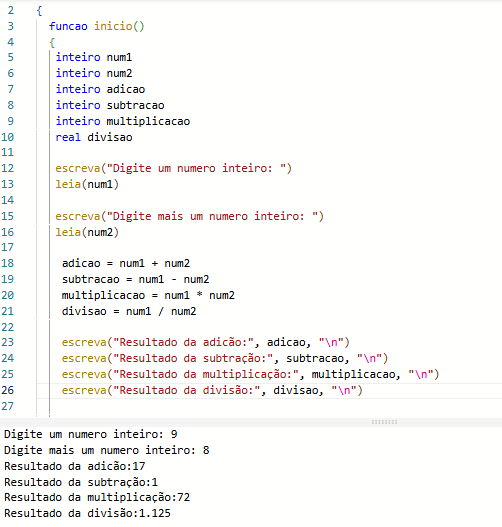 2 {
3 funcao inicio()
4 {
5 inteiro num1
6 inteiro num2
7 inteiro adicao
8 inteiro subtracao
9 inteiro multiplicacao
10 real divisao
11
12 escreva("Digite um numero inteiro: ")
13 leia(num1)
14
15 escreva("Digite mais um numero inteiro: ")
16 leia(num2)
17
18 adicao = num1 + num2
19 subtracao = num1 - num2
20 multiplicacao = num1 * num2
21 divisao = num1 / num2
22
23 escreva("Resultado da adicão:", adicao, "\n")
24 escreva("Resultado da subtração:", subtracao, "\n")
25 escreva("Resultado da multiplicação:", multiplicacao, "\n")
26 escreva("Resultado da divisão:", divisao, "\n")
27
Digite um numero inteiro: 9
Digite mais um numero inteiro: 8
Resultado da adicão:17
Resultado da subtração:1
Resultado da multiplicação:72
Resultado da divisão:1.125